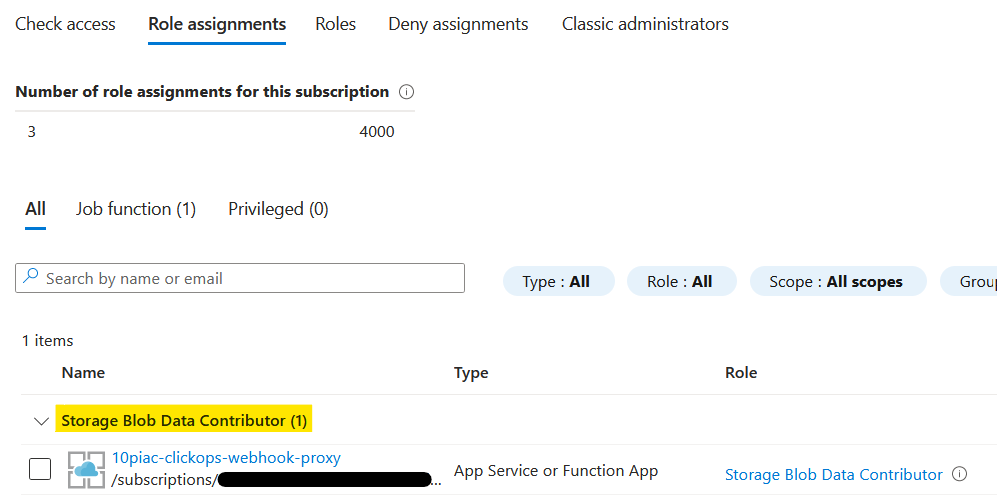 Check access Role assignments Roles Deny assignments Classic administrators
Number of role assignments for this subscription
3 4000
All Job function (1) Privileged (0)
Search by name or email Type : All Role : All Scope : All scopes Grou
1 items
Name Type Role
Storage Blob Data Contributor (1)
10piac-clickops-webhook-proxy
/subscriptions/ ... App Service or Function App Storage Blob Data Contributor